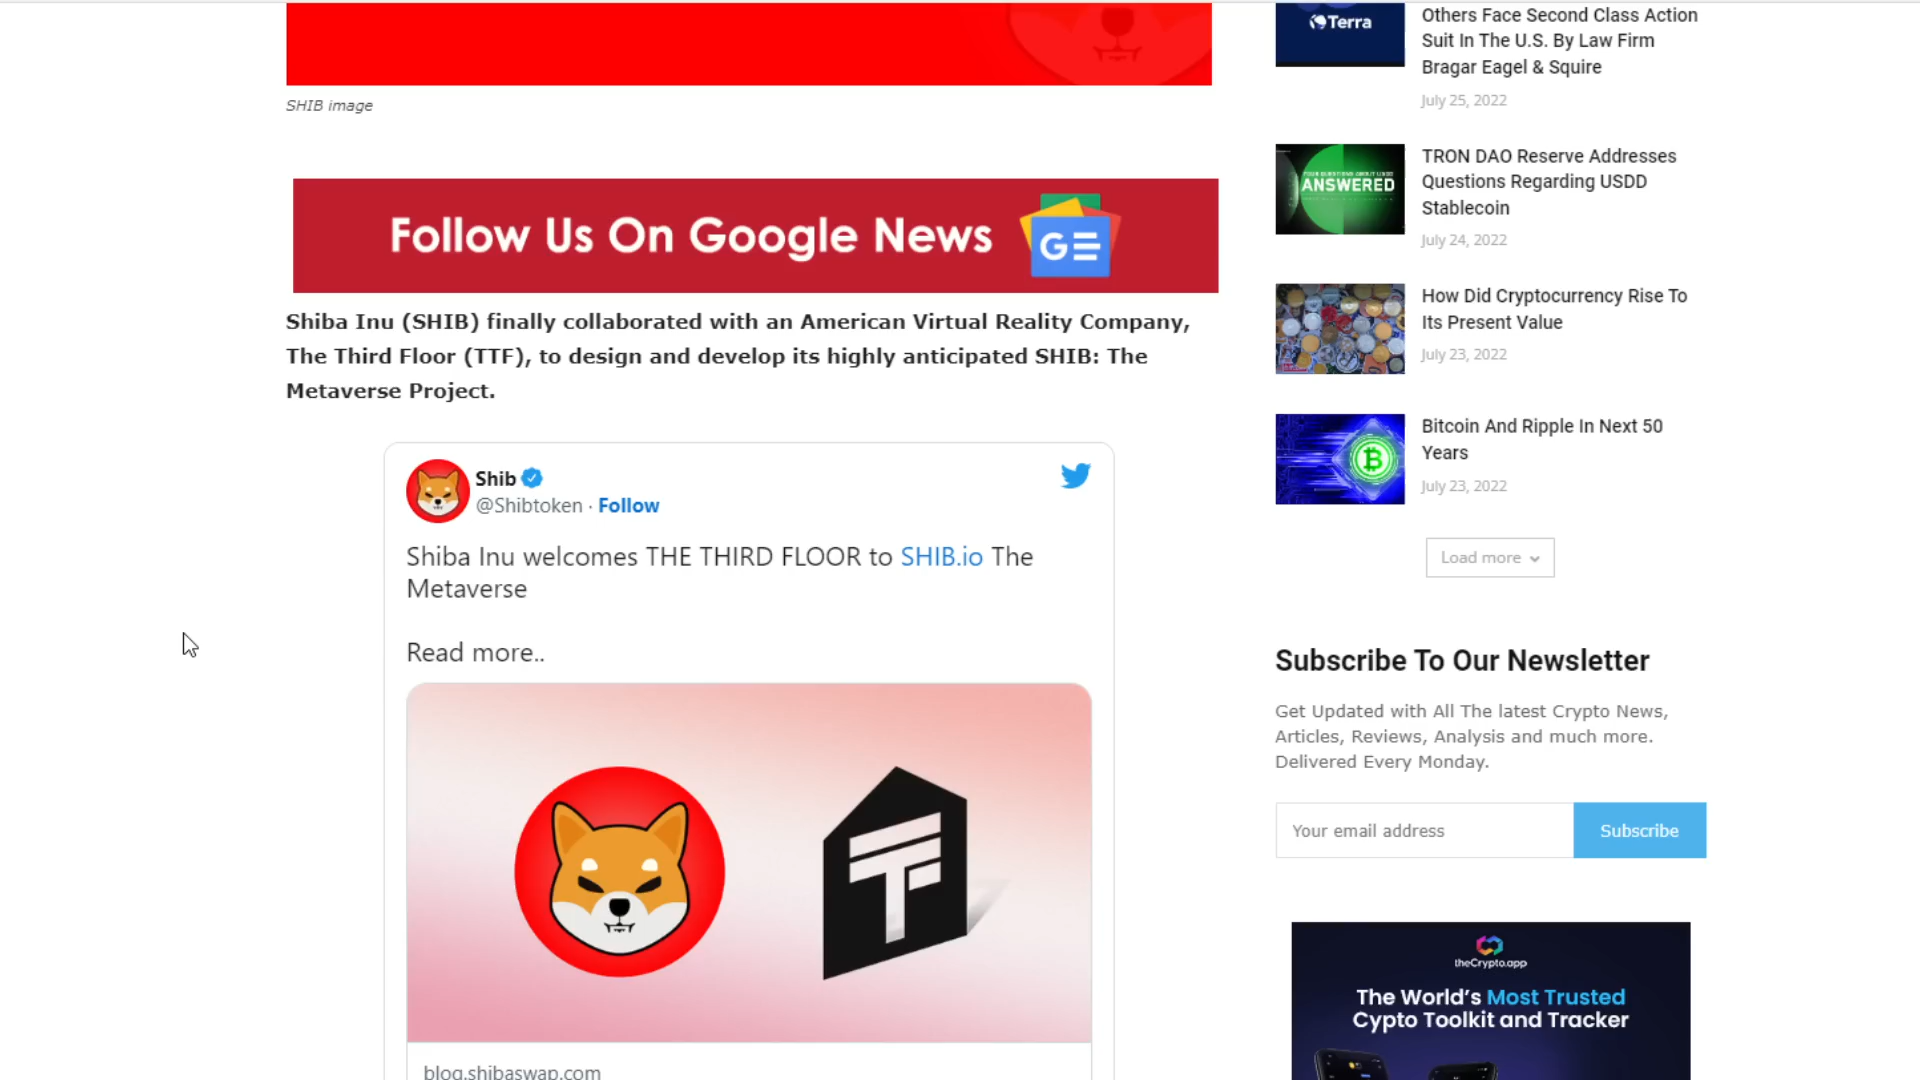 SHIB image
Follow Us On Google News
GE
Shiba Inu (SHIB) finally collaborated with an American Virtual Reality Company,
The Third Floor (TTF), to design and develop its highly anticipated SHIB: The
Metaverse Project.
Shib
@Shibtoken · Follow
Shiba Inu welcomes THE THIRD FLOOR to SHIB.io The
Metaverse
Read more..
blog.shibaswap.com
Terra
Others Face Second Class Action
Suit In The U.S. By Law Firm
Bragar Eagel & Squire
July 25, 2022
YOUR QUESTIONS ABOUT USDD
ANSWERED
TRON DAO Reserve Addresses
Questions Regarding USDD
Stablecoin
July 24, 2022
How Did Cryptocurrency Rise To
Its Present Value
July 23, 2022
Bitcoin And Ripple In Next 50
Years
July 23, 2022
Load more
Subscribe To Our Newsletter
Get Updated with All The latest Crypto News,
Articles, Reviews, Analysis and much more.
Delivered Every Monday.
Your email address
Subscribe
theCrypto.app
The World's Most Trusted
Cypto Toolkit and Tracker